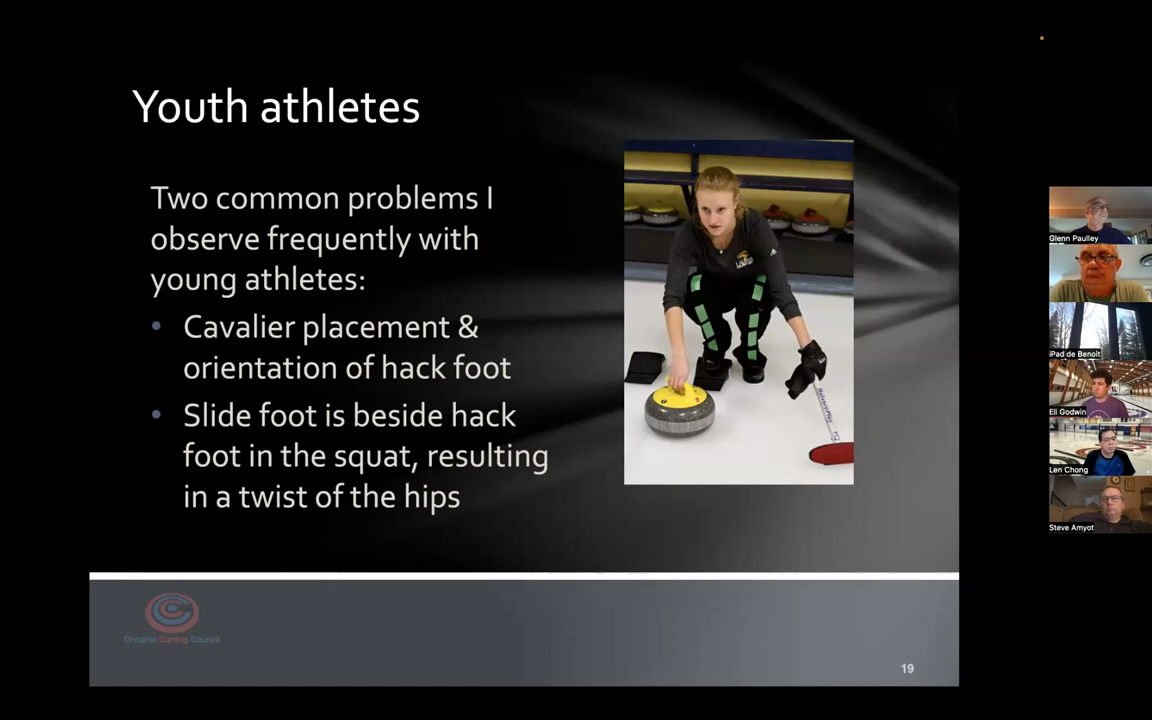 Youth athletes
Two common problems I
observe frequently with
young athletes:
• Cavalier placement &
orientation of hack foot
• Slide foot is beside hack
foot in the squat, resulting
in a twist of the hips
Ontario Curling Council
19
Glenn Paulley
iPad de Benoit
Eli Godwin
Len Chong
Steve Amyot